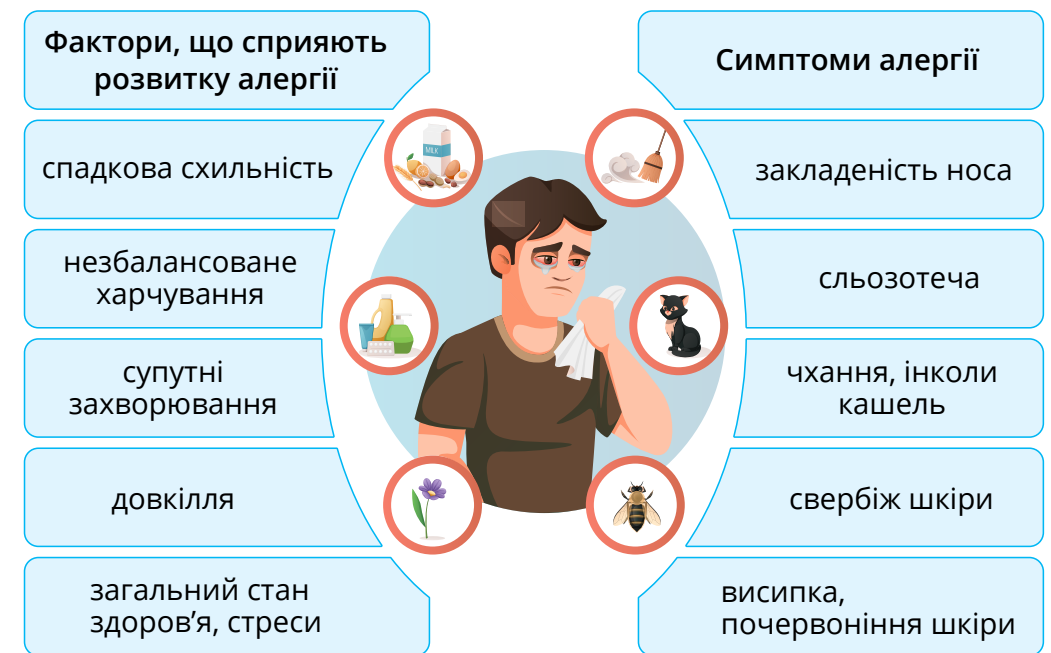 Фактори, що сприяють
розвитку алергії
спадкова схильність
незбалансоване
харчування
супутні
захворювання
довкілля
загальний стан
здоров’я, стреси
MILK
Симптоми алергії
закладеність носа
сльозотеча
чхання, інколи
кашель
свербіж шкіри
висипка,
почервоніння шкіри